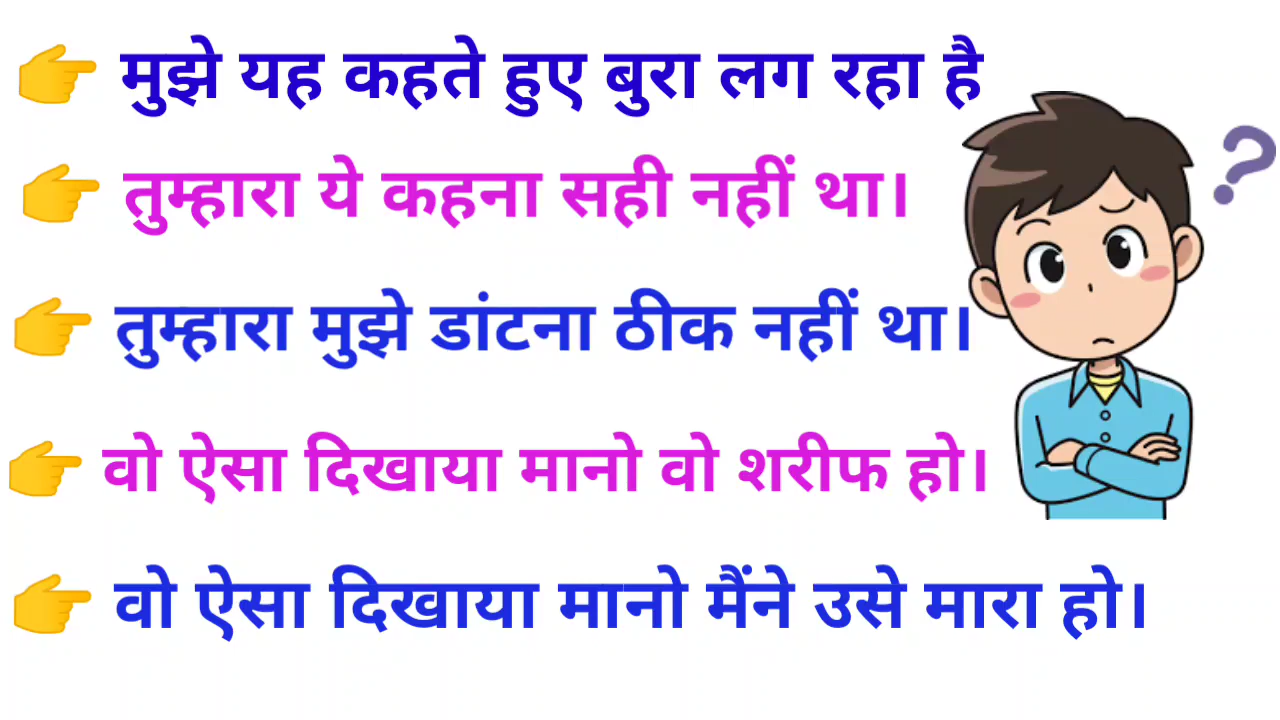 मुझे यह कहते हुए बुरा लग रहा है
तुम्हारा ये कहना सही नहीं था।
तुम्हारा मुझे डांटना ठीक नहीं था।
वो ऐसा दिखाया मानो वो शरीफ हो।
वो ऐसा दिखाया मानो मैंने उसे मारा हो।